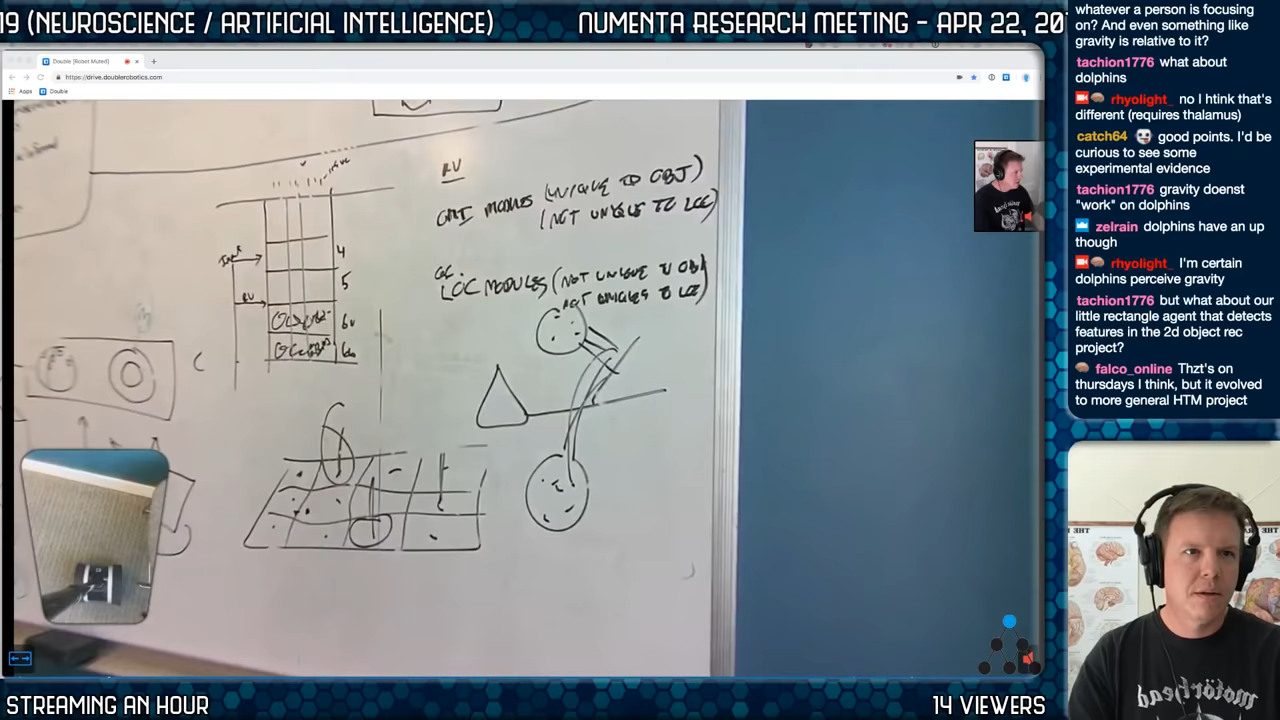 19 (NEUROSCIENCE / ARTIFICIAL INTELLIGENCE)
NUMENTA RESEARCH MEETING - APR 22, 20
Double (Robot Muted)
https://drive.doublerobotics.com
Apps
Double
RV
MODULES (UNIQUE TO OBJ)
(NOT UNIQUE TO LOC)
LOC MODULES (NOT UNIQUE TO OBJ
NOT UNIQUE TO LOC)
4
5
RV
whatever a person is focusing
on? And even something like
gravity is relative to it?
tachion1776 what about
dolphins
rhyolight_ no I htink that's
different (requires thalamus)
catch64 good points. I'd be
curious to see some
experimental evidence
tachion1776 gravity doenst
"work" on dolphins
zelrain dolphins have an up
though
rhyolight_ I'm certain
dolphins perceive gravity
tachion1776 but what about our
little rectangle agent that detects
features in the 2d object rec
project?
falco_online Thzt's on
thursdays I think, but it evolved
to more general HTM project
motörhead
STREAMING AN HOUR
14 VIEWERS